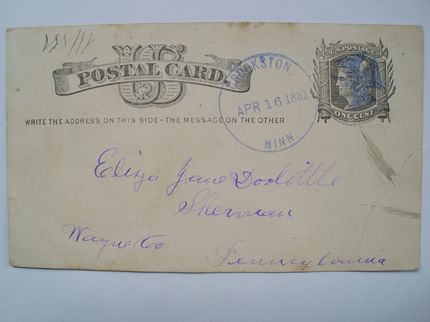 US
POSTAL CARD
U.S. POSTAGE
ONE CENT
CROOKSTON,
APR 16 1881
MINN.
WRITE THE ADDRESS ON THIS SIDE-THE MESSAGE ON THE OTHER
Eliza Jane Doolittle
Sherman
Wayne Co
Pennsylvania